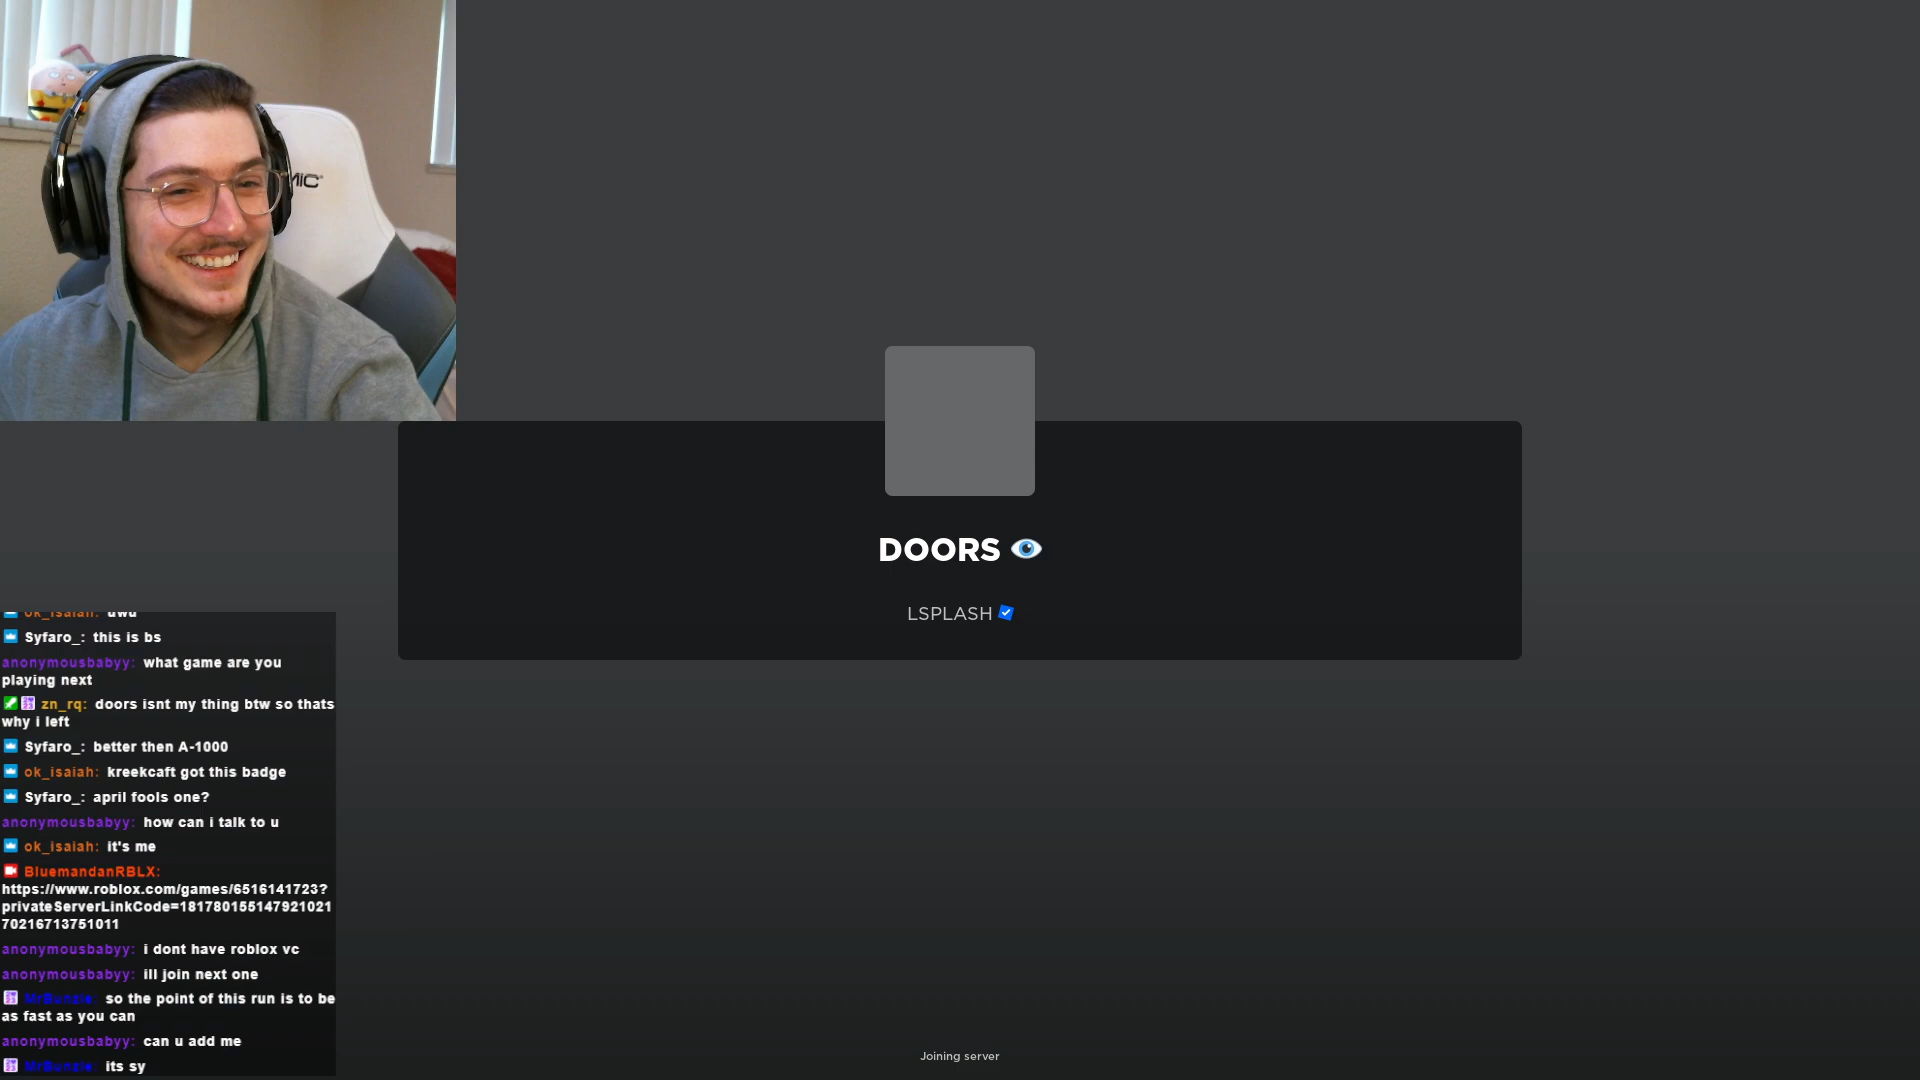 MIC
DOORS 👁
LSPLASH
ok_isaiah: uwu
Syfaro_: this is bs
anonymousbabyy: what game are you
playing next
zn_rq: doors isnt my thing btw so thats
why i left
Syfaro_: better then A-1000
ok_isaiah: kreekcaft got this badge
Syfaro_: april fools one?
anonymousbabyy: how can i talk to u
ok_isaiah: it's me
BluemandanRBLX:
https://www.roblox.com/games/6516141723?
privateServerLinkCode=181780155147921021
70216713751011
anonymousbabyy: i dont have roblox vc
anonymousbabyy: ill join next one
MrBunzie: so the point of this run is to be
as fast as you can
anonymousbabyy: can u add me
MrBunzie: its sy
Joining server